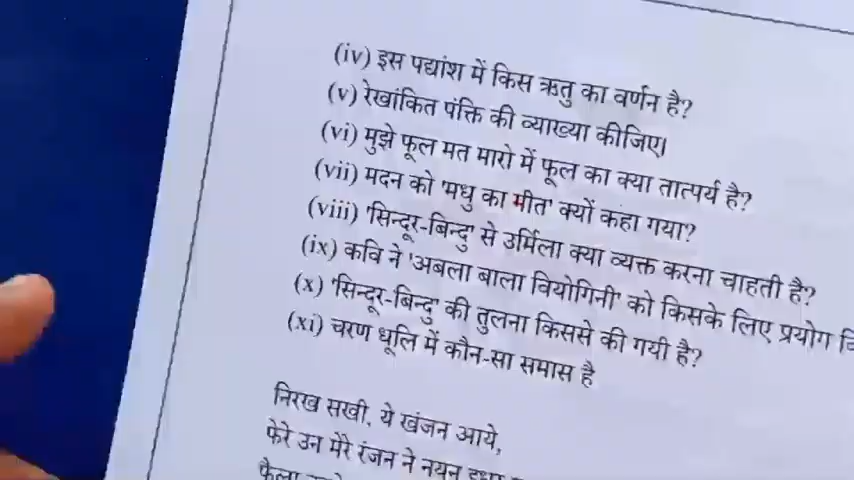 (iv) इस पद्यांश में किस ऋतु का वर्णन है?
(v) रेखांकित पंक्ति की व्याख्या कीजिए।
(vi) मुझे फूल मत मारो में फूल का क्या तात्पर्य है?
(vii) मदन को 'मधु का मीत' क्यों कहा गया?
(viii) 'सिन्दूर-बिन्दु' से उर्मिला क्या व्यक्त करना चाहती है?
(ix) कवि ने 'अबला बाला वियोगिनी' को किसके लिए प्रयोग
(x) 'सिन्दूर-बिन्दु' की तुलना किससे की गयी है?
(xi) चरण धूलि में कौन-सा समास है
निरख सखी, ये खंजन आये,
फेरे उन मेरे रंजन ने नयन